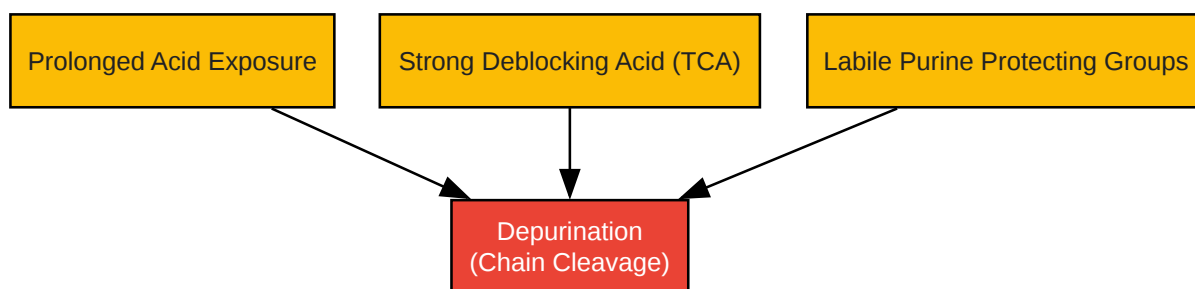 Prolonged Acid Exposure
Strong Deblocking Acid (TCA)
Labile Purine Protecting Groups
Depurination
(Chain Cleavage)